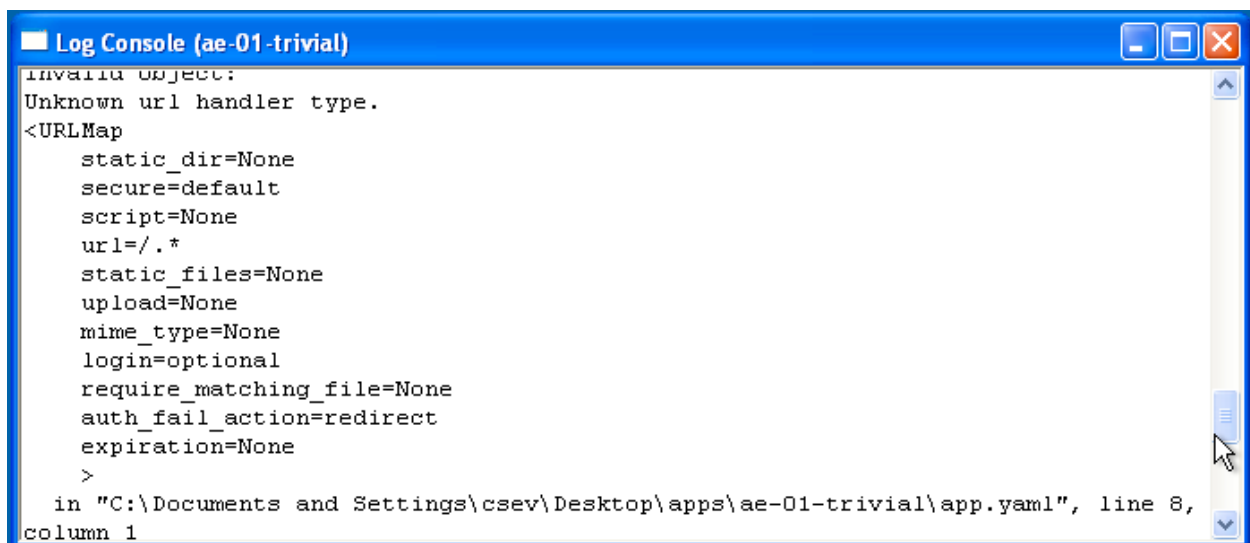 Log Console (ae-01-trivial)
Invalid object:
Unknown url handler type.
<URLMap
    static_dir=None
    secure=default
    script=None
    url=/.*
    static_files=None
    upload=None
    mime_type=None
    login=optional
    require_matching_file=None
    auth_fail_action=redirect
    expiration=None
    >
  in "C:\Documents and Settings\csev\Desktop\apps\ae-01-trivial\app.yaml", line 8,
column 1